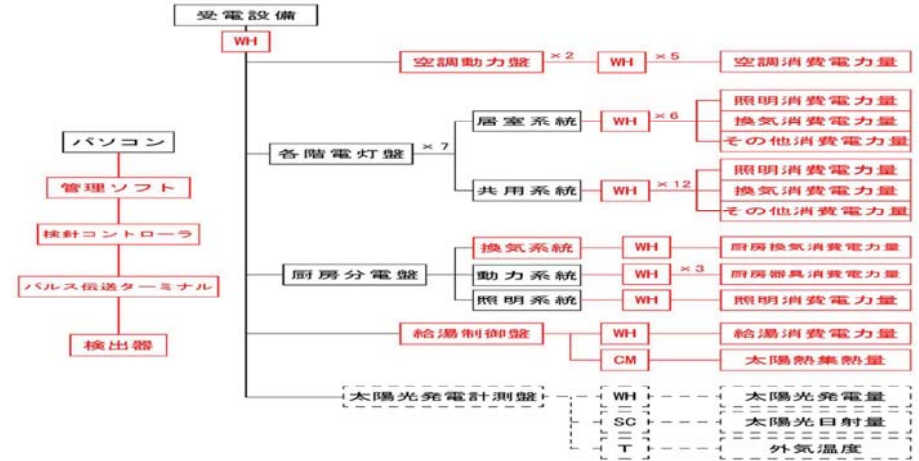 受電設備
WH
空調動力盤 ×2 WH ×5 空調消費電力量
各階電灯盤 ×7
居室系統 WH ×6
照明消費電力量
換気消費電力量
その他消費電力量
共用系統 WH ×12
照明消費電力量
換気消費電力量
その他消費電力量
厨房分電盤
換気系統 WH 厨房換気消費電力量
動力系統 WH ×3 厨房器具消費電力量
照明系統 WH 照明消費電力量
給湯制御盤 WH 給湯消費電力量
CM 太陽熱集熱量
太陽光発電計測盤 WH 太陽光発電量
SC 太陽光日射量
T 外気温度
パソコン
管理ソフト
検針コントローラ
パルス伝送ターミナル
検出器